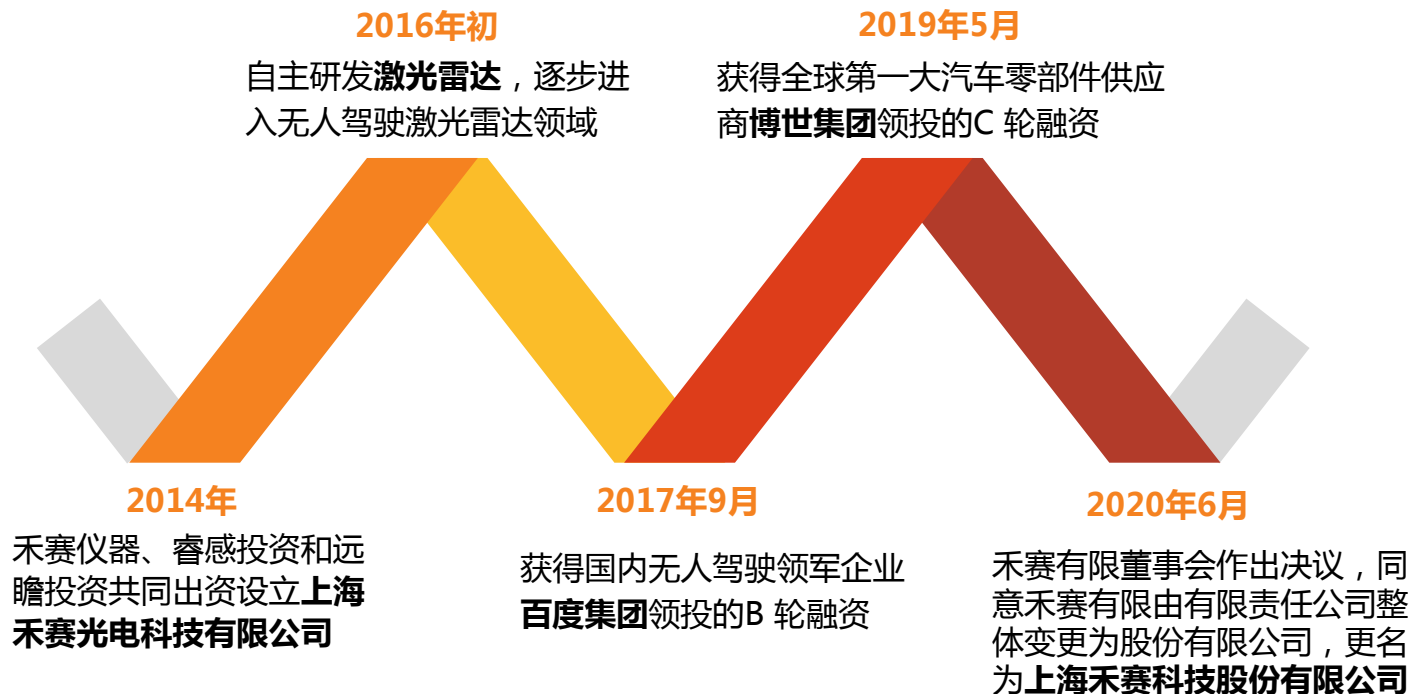 2016年初
自主研发激光雷达，逐步进
入无人驾驶激光雷达领域
2019年5月
获得全球第一大汽车零部件供应
商博世集团领投的C 轮融资
2014年
禾赛仪器、睿感投资和远
瞻投资共同出资设立上海
禾赛光电科技有限公司
2017年9月
获得国内无人驾驶领军企业
百度集团领投的B 轮融资
2020年6月
禾赛有限董事会作出决议，同
意禾赛有限由有限责任公司整
体变更为股份有限公司，更名
为上海禾赛科技股份有限公司